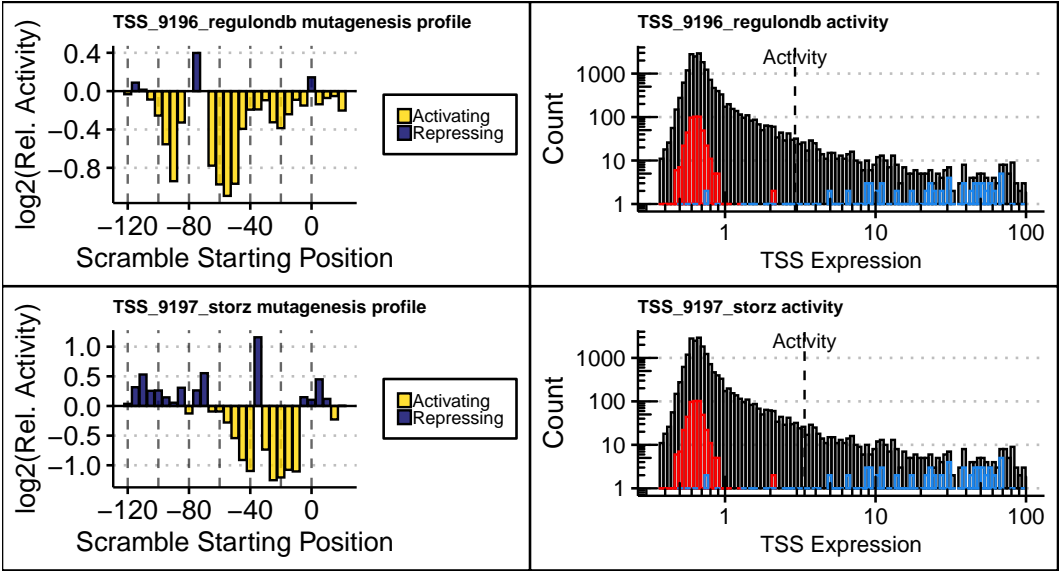 TSS_9196_regulondb mutagenesis profile
log2(Rel. Activity)
0.4
0.0
−0.4
−0.8
−120
−80
−40
0
Scramble Starting Position
Activating
Repressing
TSS_9196_regulondb activity
Activity
Count
1000
100
10
1
1
10
100
TSS Expression
TSS_9197_storz mutagenesis profile
log2(Rel. Activity)
1.0
0.5
0.0
−0.5
−1.0
−120
−80
−40
0
Scramble Starting Position
Activating
Repressing
TSS_9197_storz activity
Activity
Count
1000
100
10
1
1
10
100
TSS Expression